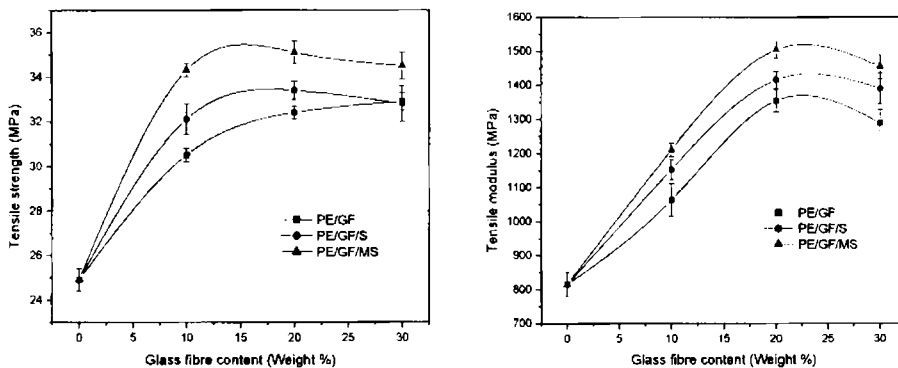 36
34
32
30
28
26
24
Tensile strength (MPa)
PE/GF
PE/GF/S
PE/GF/MS
0 5 10 15 20 25 30
Glass fibre content (Weight %)
1600
1500
1400
1300
1200
1100
1000
900
800
700
Tensile modulus (MPa)
PE/GF
PE/GF/S
PE/GF/MS
0 5 10 15 20 25 30
Glass fibre content (Weight %)